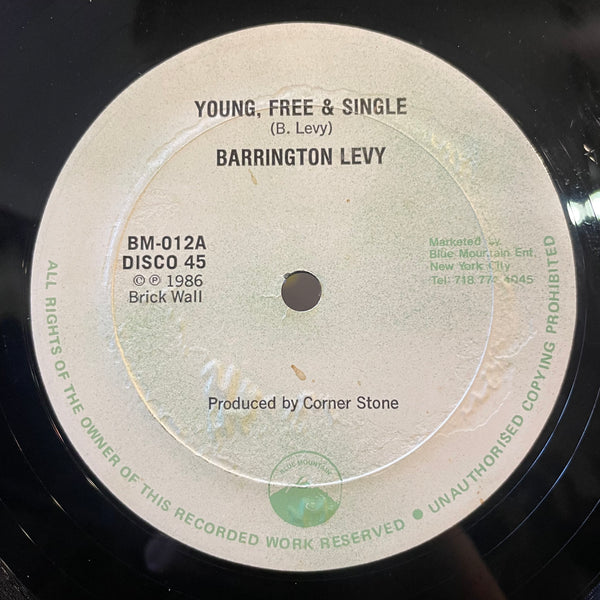 YOUNG, FREE & SINGLE
(B. Levy)
BARRINGTON LEVY
BM-012A
DISCO 45
© ℗ 1986
Brick Wall
Marketed by
Blue Mountain Ent.
New York City
Tel: 718
Produced by Corner Stone
BLUE MOUNTAIN
ALL RIGHTS OF THE OWNER OF THIS RECORDED WORK RESERVED ● UNAUTHORISED COPYING PROHIBITED